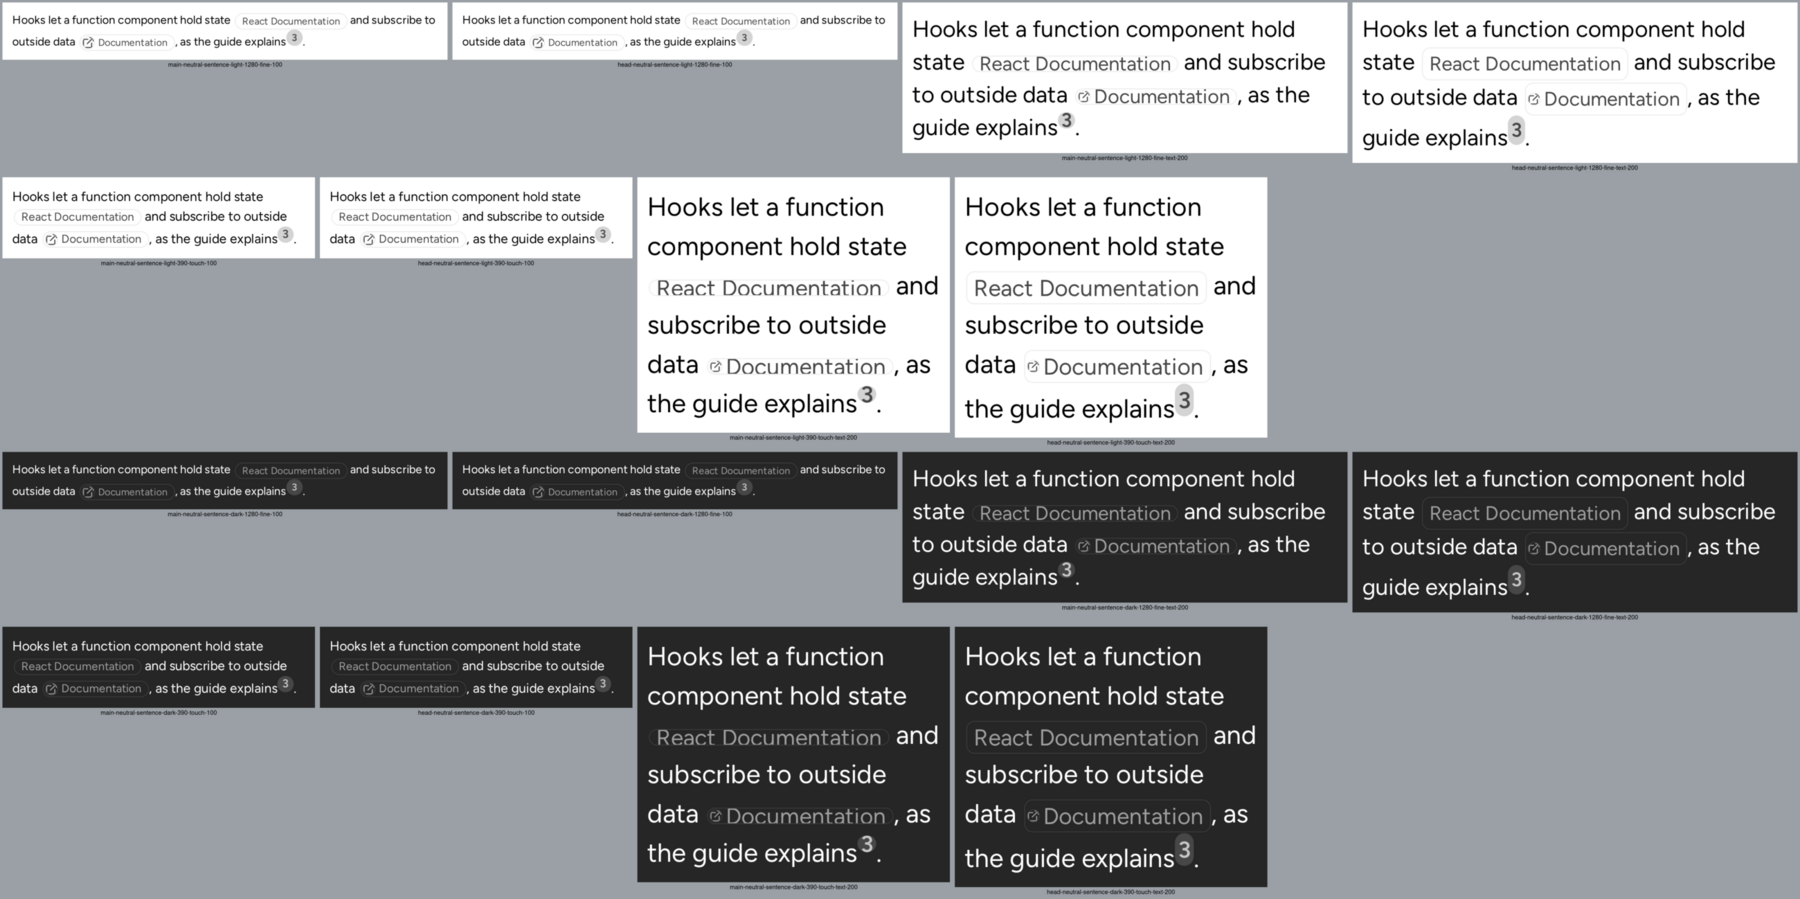 Hooks let a function component hold state React Documentation and subscribe to
outside data Documentation, as the guide explains 3.
main-neutral-sentence-light-1280-fine-100
Hooks let a function component hold state React Documentation and subscribe to
outside data Documentation, as the guide explains 3.
head-neutral-sentence-light-1280-fine-100
Hooks let a function component hold
state React Documentation and subscribe
to outside data Documentation, as the
guide explains 3.
main-neutral-sentence-light-1280-fine-text-200
Hooks let a function component hold
state React Documentation and subscribe
to outside data Documentation, as the
guide explains 3.
head-neutral-sentence-light-1280-fine-text-200
Hooks let a function component hold state
React Documentation and subscribe to outside
data Documentation, as the guide explains 3.
main-neutral-sentence-light-390-touch-100
Hooks let a function component hold state
React Documentation and subscribe to outside
data Documentation, as the guide explains 3.
head-neutral-sentence-light-390-touch-100
Hooks let a function
component hold state
React Documentation and
subscribe to outside
data Documentation, as
the guide explains 3.
main-neutral-sentence-light-390-touch-text-200
Hooks let a function
component hold state
React Documentation and
subscribe to outside
data Documentation, as
the guide explains 3.
head-neutral-sentence-light-390-touch-text-200
Hooks let a function component hold state React Documentation and subscribe to
outside data Documentation, as the guide explains 3.
main-neutral-sentence-dark-1280-fine-100
Hooks let a function component hold state React Documentation and subscribe to
outside data Documentation, as the guide explains 3.
head-neutral-sentence-dark-1280-fine-100
Hooks let a function component hold
state React Documentation and subscribe
to outside data Documentation, as the
guide explains 3.
main-neutral-sentence-dark-1280-fine-text-200
Hooks let a function component hold
state React Documentation and subscribe
to outside data Documentation, as the
guide explains 3.
head-neutral-sentence-dark-1280-fine-text-200
Hooks let a function component hold state
React Documentation and subscribe to outside
data Documentation, as the guide explains 3.
main-neutral-sentence-dark-390-touch-100
Hooks let a function component hold state
React Documentation and subscribe to outside
data Documentation, as the guide explains 3.
head-neutral-sentence-dark-390-touch-100
Hooks let a function
component hold state
React Documentation and
subscribe to outside
data Documentation, as
the guide explains 3.
main-neutral-sentence-dark-390-touch-text-200
Hooks let a function
component hold state
React Documentation and
subscribe to outside
data Documentation, as
the guide explains 3.
head-neutral-sentence-dark-390-touch-text-200